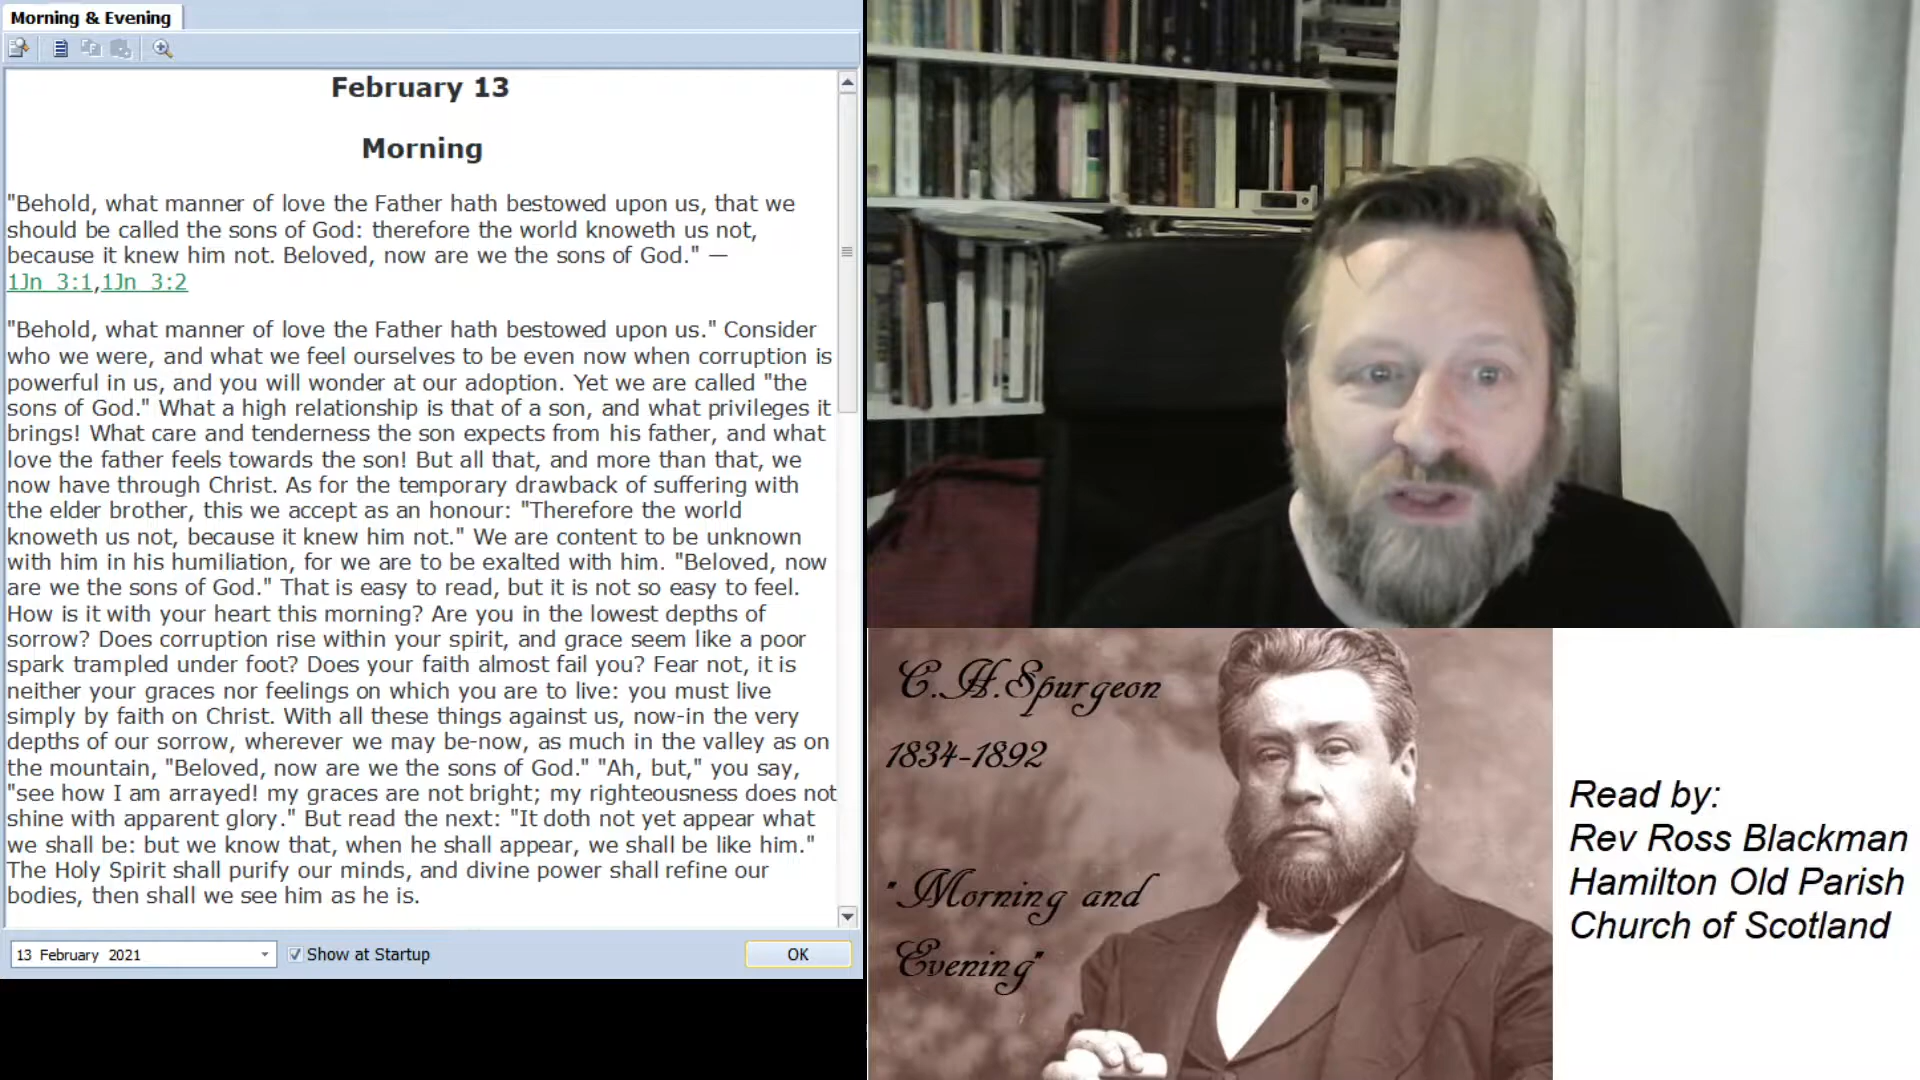 Morning & Evening
February 13
Morning
"Behold, what manner of love the Father hath bestowed upon us, that we
should be called the sons of God: therefore the world knoweth us not,
because it knew him not. Beloved, now are we the sons of God." —
1Jn_3:1,1Jn_3:2
"Behold, what manner of love the Father hath bestowed upon us." Consider
who we were, and what we feel ourselves to be even now when corruption is
powerful in us, and you will wonder at our adoption. Yet we are called "the
sons of God." What a high relationship is that of a son, and what privileges it
brings! What care and tenderness the son expects from his father, and what
love the father feels towards the son! But all that, and more than that, we
now have through Christ. As for the temporary drawback of suffering with
the elder brother, this we accept as an honour: "Therefore the world
knoweth us not, because it knew him not." We are content to be unknown
with him in his humiliation, for we are to be exalted with him. "Beloved, now
are we the sons of God." That is easy to read, but it is not so easy to feel.
How is it with your heart this morning? Are you in the lowest depths of
sorrow? Does corruption rise within your spirit, and grace seem like a poor
spark trampled under foot? Does your faith almost fail you? Fear not, it is
neither your graces nor feelings on which you are to live: you must live
simply by faith on Christ. With all these things against us, now-in the very
depths of our sorrow, wherever we may be-now, as much in the valley as on
the mountain, "Beloved, now are we the sons of God." "Ah, but," you say,
"see how I am arrayed! my graces are not bright; my righteousness does not
shine with apparent glory." But read the next: "It doth not yet appear what
we shall be: but we know that, when he shall appear, we shall be like him."
The Holy Spirit shall purify our minds, and divine power shall refine our
bodies, then shall we see him as he is.
13 February 2021
Show at Startup
OK
C.H.Spurgeon
1834-1892
"Morning and
Evening"
Read by:
Rev Ross Blackman
Hamilton Old Parish
Church of Scotland